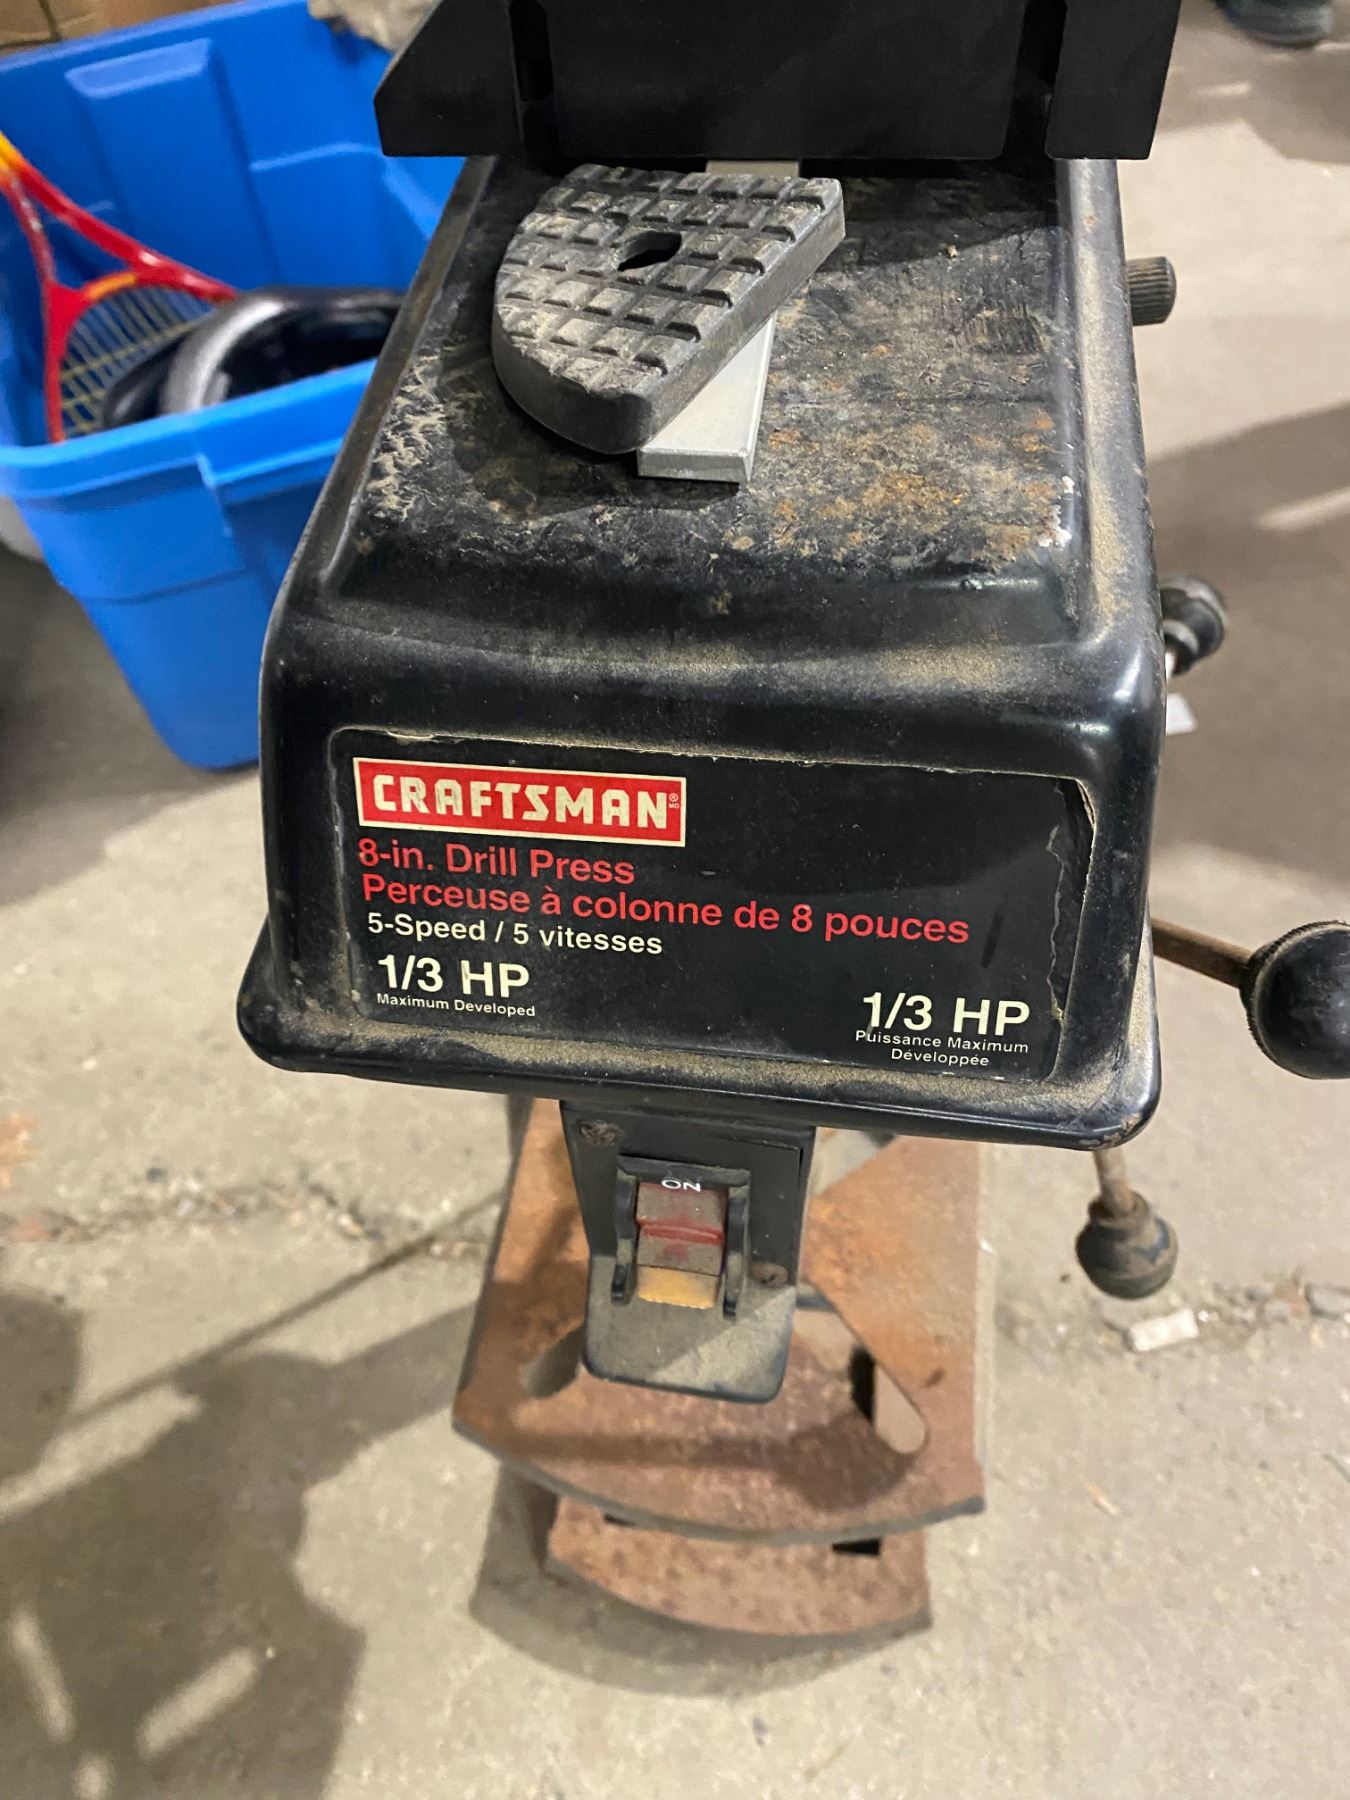 CRAFTSMAN®
MD
8-in. Drill Press
Perceuse à colonne de 8 pouces
5-Speed / 5 vitesses
1/3 HP
Maximum Developed
1/3 HP
Puissance Maximum
Développée
ON